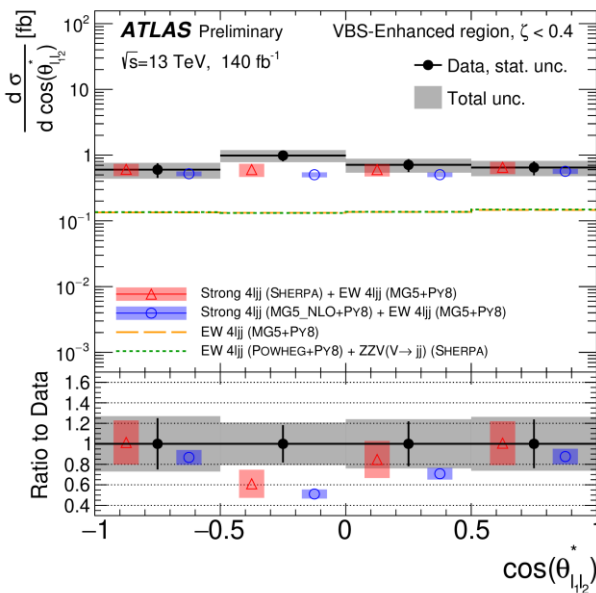 ATLAS Preliminary
VBS-Enhanced region, ζ < 0.4
√s=13 TeV, 140 fb⁻¹
Data, stat. unc.
Total unc.
d σ / d cos(θ*l₁l₂) [fb]
10²
10
1
10⁻¹
10⁻²
10⁻³
Strong 4ljj (SHERPA) + EW 4ljj (MG5+PY8)
Strong 4ljj (MG5_NLO+PY8) + EW 4ljj (MG5+PY8)
EW 4ljj (MG5+PY8)
EW 4ljj (POWHEG+PY8) + ZZV(V→ jj) (SHERPA)
Ratio to Data
1.6
1.4
1.2
1
0.8
0.6
0.4
−1 −0.5 0 0.5 1
cos(θ*l₁l₂)